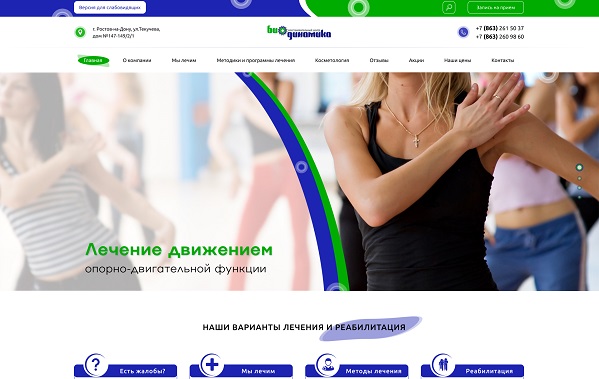 Версия для слабовидящих
Запись на прием
г. Ростов-на-Дону, ул.Текучева,
дом №147-149/2/1
био
динамика
+7 (863) 261 50 37
+7 (863) 260 98 60
Главная
О компании
Мы лечим
Методики и программы лечения
Косметология
Отзывы
Акции
Наши цены
Контакты
Лечение движением
опорно-двигательной функции
НАШИ ВАРИАНТЫ ЛЕЧЕНИЯ И РЕАБИЛИТАЦИЯ
Есть жалобы?
Мы лечим
Методы лечения
Реабилитация